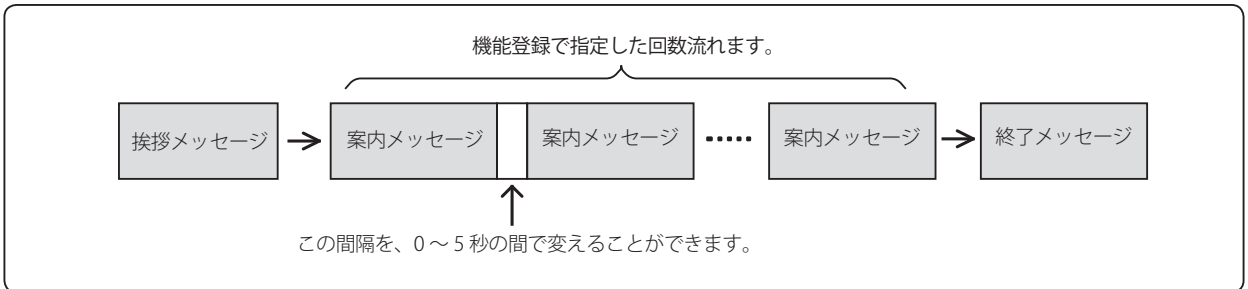 機能登録で指定した回数流れます。
挨拶メッセージ 案内メッセージ 案内メッセージ 案内メッセージ 終了メッセージ
この間隔を、0～5秒の間で変えることができます。